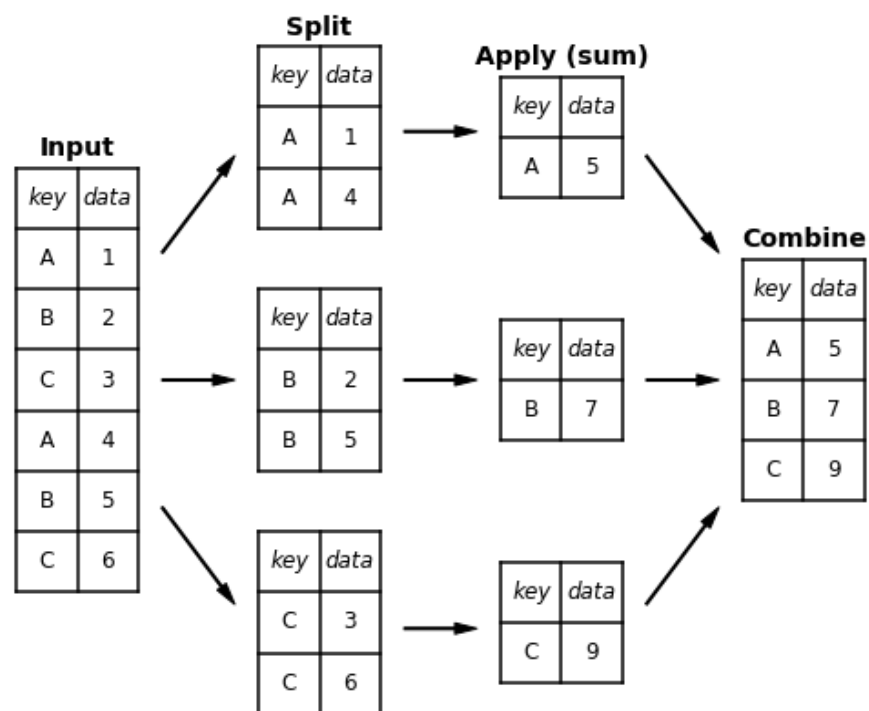 Input
key data
A 1
B 2
C 3
A 4
B 5
C 6
Split
key data
A 1
A 4
key data
B 2
B 5
key data
C 3
C 6
Apply (sum)
key data
A 5
key data
B 7
key data
C 9
Combine
key data
A 5
B 7
C 9